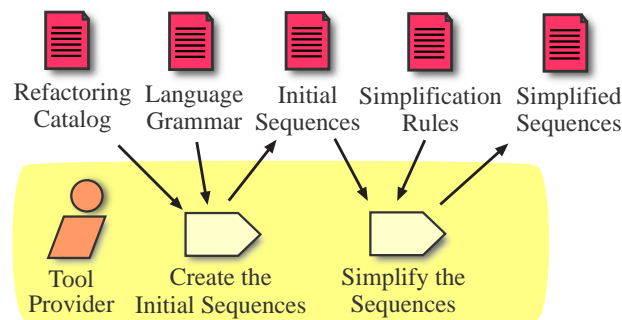 Refactoring
Catalog
Language
Grammar
Initial
Sequences
Simplification
Rules
Simplified
Sequences
Tool
Provider
Create the
Initial Sequences
Simplify the
Sequences